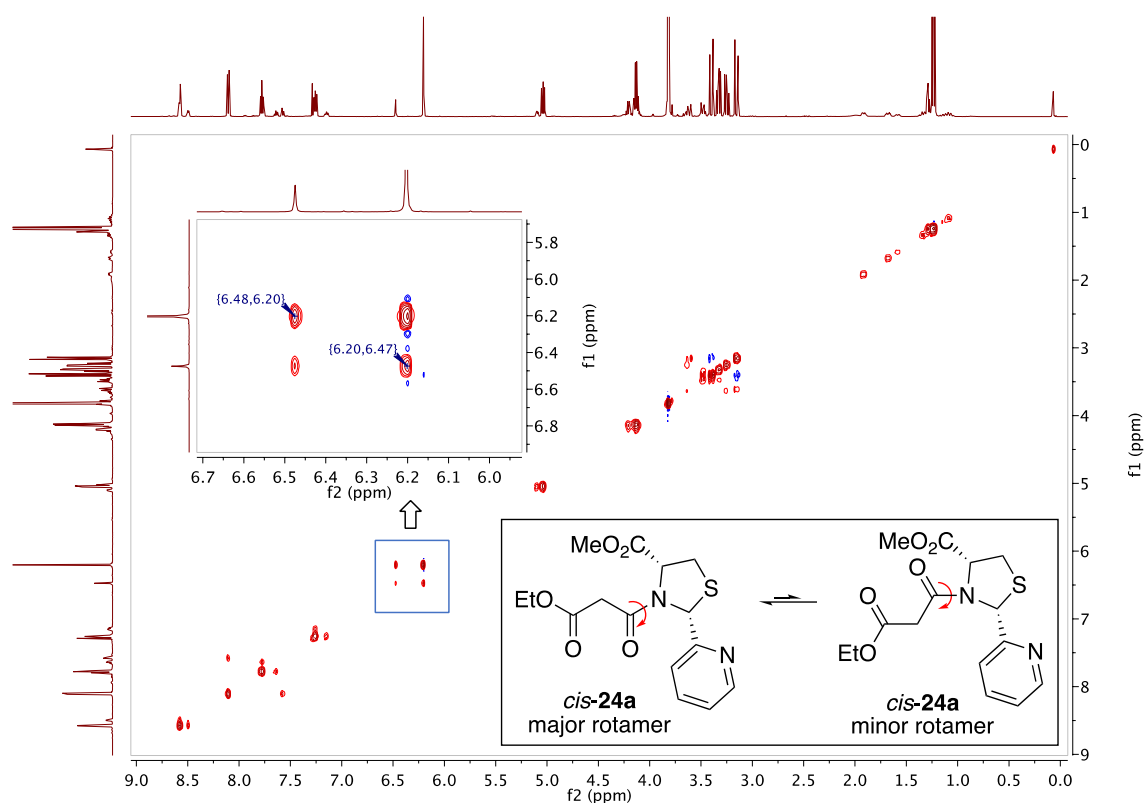 0
1
2
3
4
5
6
7
8
9
f1 (ppm)
{6.48,6.20}
{6.20,6.47}
5.8
6.0
6.2
6.4
6.6
6.8
f1 (ppm)
6.7 6.6 6.5 6.4 6.3 6.2 6.1 6.0
f2 (ppm)
MeO2C
S
N
EtO
O
O
N
cis-24a
major rotamer
MeO2C
O
S
N
O
EtO
N
cis-24a
minor rotamer
9.0 8.5 8.0 7.5 7.0 6.5 6.0 5.5 5.0 4.5 4.0 3.5 3.0 2.5 2.0 1.5 1.0 0.5 0.0
f2 (ppm)